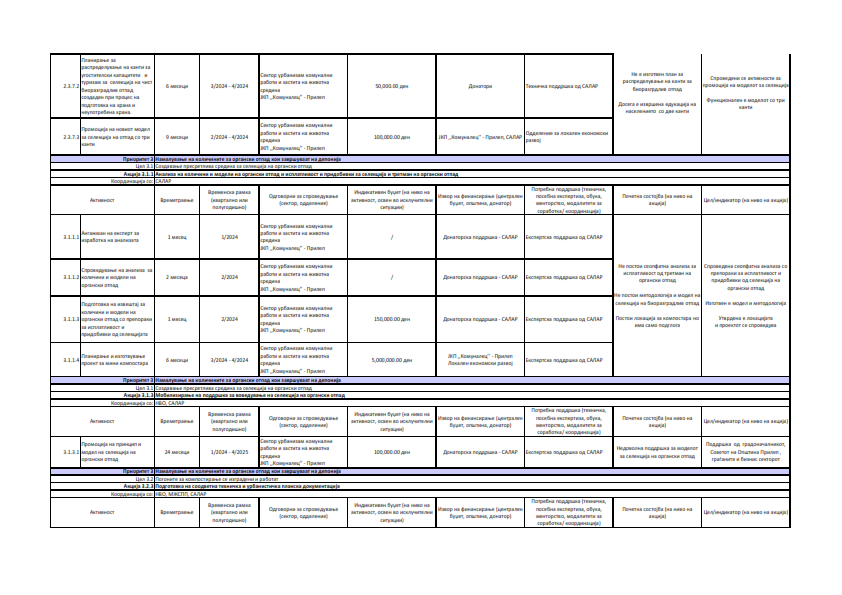 2.3.7.2
Планирање за
распределување на канти за
угостителски капацитети и
туризам за селекција на чист
биоразградлив отпад
создаден при процес на
подготовка на храна и
неупотребена храна.
6 месеци
3/2024 - 4/2024
Сектор урбанизам комунални
работи и застита на животна
средина
ЈКП „Комуналец“ - Прилеп
50,000.00 ден
Донатори
Техничка поддршка од САЛАР
Не е изготвен план за
распределување на канти за
биоразградлив отпад
Досега е извршена едукација на
населението со две канти
Спроведени се активности за
промоција на моделот за селекција
Функционален е моделот со три
канти
2.3.7.3
Промоција на новиот модел
за селекција на отпад со три
канти
9 месеци
2/2024 - 4/2024
Сектор урбанизам комунални
работи и застита на животна
средина
ЈКП „Комуналец“ - Прилеп
100,000.00 ден
ЈКП „Комуналец“ - Прилеп, САЛАР
Одделение за локален економски
развој
Приоритет 3 Намалување на количините за органски отпад кои завршуваат на депонија
Цел 3.1 Создавање пресретлива средина за селекција на органски отпад
Акција 3.1.1 Анализа на количини и модели на органски отпад и исплатливост и придобивки за селекција и третман на органски отпад
Координација со: САЛАР
Активност
Времетраење
Временска рамка
(квартално или
полугодишно)
Одговорни за спроведување
(сектор, одделение)
Индикативен буџет (на ниво на
активност, освен во исклучителни
ситуации)
Извор на финансирање (централен
буџет, општина, донатор)
Потребна поддршка (техничка,
посебна експертиза, обука,
менторство, модалитети за
соработка/ координација)
Почетна состојба (на ниво на
акција)
Цел/индикатор (на ниво на акција)
3.1.1.1
Ангажман на експерт за
изработка на анализата
1 месец
1/2024
Сектор урбанизам комунални
работи и застита на животна
средина
ЈКП „Комуналец“ - Прилеп
/
Донаторска поддршка - САЛАР
Експертска поддршка од САЛАР
3.1.1.2
Спроведување на анализа за
количини и модели на
органски отпад
2 месеца
2/2024
Сектор урбанизам комунални
работи и застита на животна
средина
ЈКП „Комуналец“ - Прилеп
/
Донаторска поддршка - САЛАР
Експертска поддршка од САЛАР
Не постои сеопфатна анализа за
исплатливост од третман на
органски отпад
Не постои методологија и модел на
селекција на биоразградлив отпад
Постои локација за компостара но
има само подлога
Спроведена сеопфатна анализа со
препораки за исплатливост и
придобивки од селекција на
органски отпад
Изготвен е модел и методологија
Утврдена е локацијата
и проектот се спроведува
3.1.1.3
Подготовка на извештај за
количини и модели на
органски отпад со препораки
за исплатливост и
придобивки од селекцијата
1 месец
2/2024
Сектор урбанизам комунални
работи и застита на животна
средина
ЈКП „Комуналец“ - Прилеп
150,000.00 ден
Донаторска поддршка - САЛАР
Експертска поддршка од САЛАР
3.1.1.4
Планирање и изготвување
проект за мини компостара
6 месеци
3/2024 - 4/2024
Сектор урбанизам комунални
работи и застита на животна
средина
ЈКП „Комуналец“ - Прилеп
5,000,000.00 ден
ЈКП „Комуналец“ - Прилеп
Локален економски развој
Експертска поддршка од САЛАР
Приоритет 3 Намалување на количините за органски отпад кои завршуваат на депонија
Цел 3.1 Создавање пресретлива средина за селекција на органски отпад
Акција 3.1.3 Мобилизирање на поддршка за воведување на селекција на органски отпад
Координација со: НВО, САЛАР
Активност
Времетраење
Временска рамка
(квартално или
полугодишно)
Одговорни за спроведување
(сектор, одделение)
Индикативен буџет (на ниво на
активност, освен во исклучителни
ситуации)
Извор на финансирање (централен
буџет, општина, донатор)
Потребна поддршка (техничка,
посебна експертиза, обука,
менторство, модалитети за
соработка/ координација)
Почетна состојба (на ниво на
акција)
Цел/индикатор (на ниво на акција)
3.1.3.1
Промоција на принцип и
модел на селекција на
органски отпад
24 месеци
1/2024 - 4/2025
Сектор урбанизам комунални
работи и застита на животна
средина
ЈКП „Комуналец“ - Прилеп
100,000.00 ден
Донаторска поддршка - САЛАР
Експертска поддршка од САЛАР
Недоволна поддршка за моделот
за селекција на органски отпад
Поддршка од градоначалникот,
Советот на Општина Прилеп ,
граѓаните и бизнис секторот
Приоритет 3 Намалување на количините за органски отпад кои завршуваат на депонија
Цел 3.2 Погоните за компостирање се изградени и работат
Акција 3.2.3 Подготовка на соодветна техничка и урбанистичка планска документација
Координација со: НВО, МЖСПП, САЛАР
Активност
Времетраење
Временска рамка
(квартално или
полугодишно)
Одговорни за спроведување
(сектор, одделение)
Индикативен буџет (на ниво на
активност, освен во исклучителни
ситуации)
Извор на финансирање (централен
буџет, општина, донатор)
Потребна поддршка (техничка,
посебна експертиза, обука,
менторство, модалитети за
соработка/ координација)
Почетна состојба (на ниво на
акција)
Цел/индикатор (на ниво на акција)